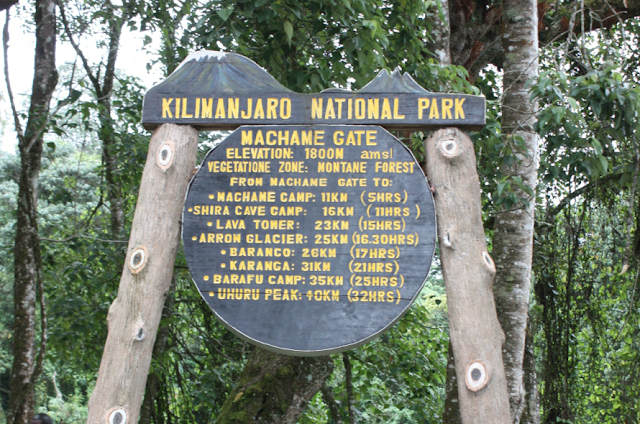 KILIMANJARO NATIONAL PARK
MACHAME GATE
ELEVATION: 1800M amsl
VEGETATIONE ZONE: MONTANE FOREST
FROM MACHAME GATE TO:
• MACHAME CAMP: 11KM (5HRS)
• SHIRA CAVE CAMP: 16KM (11HRS)
• LAVA TOWER: 23KM (15HRS)
• ARRON GLACIER: 25KM (16.30HRS)
• BARANCO: 26KM (17HRS)
• KARANGA: 31KM (21HRS)
• BARAFU CAMP: 35KM (25HRS)
• UHURU PEAK: 40KM (32HRS)